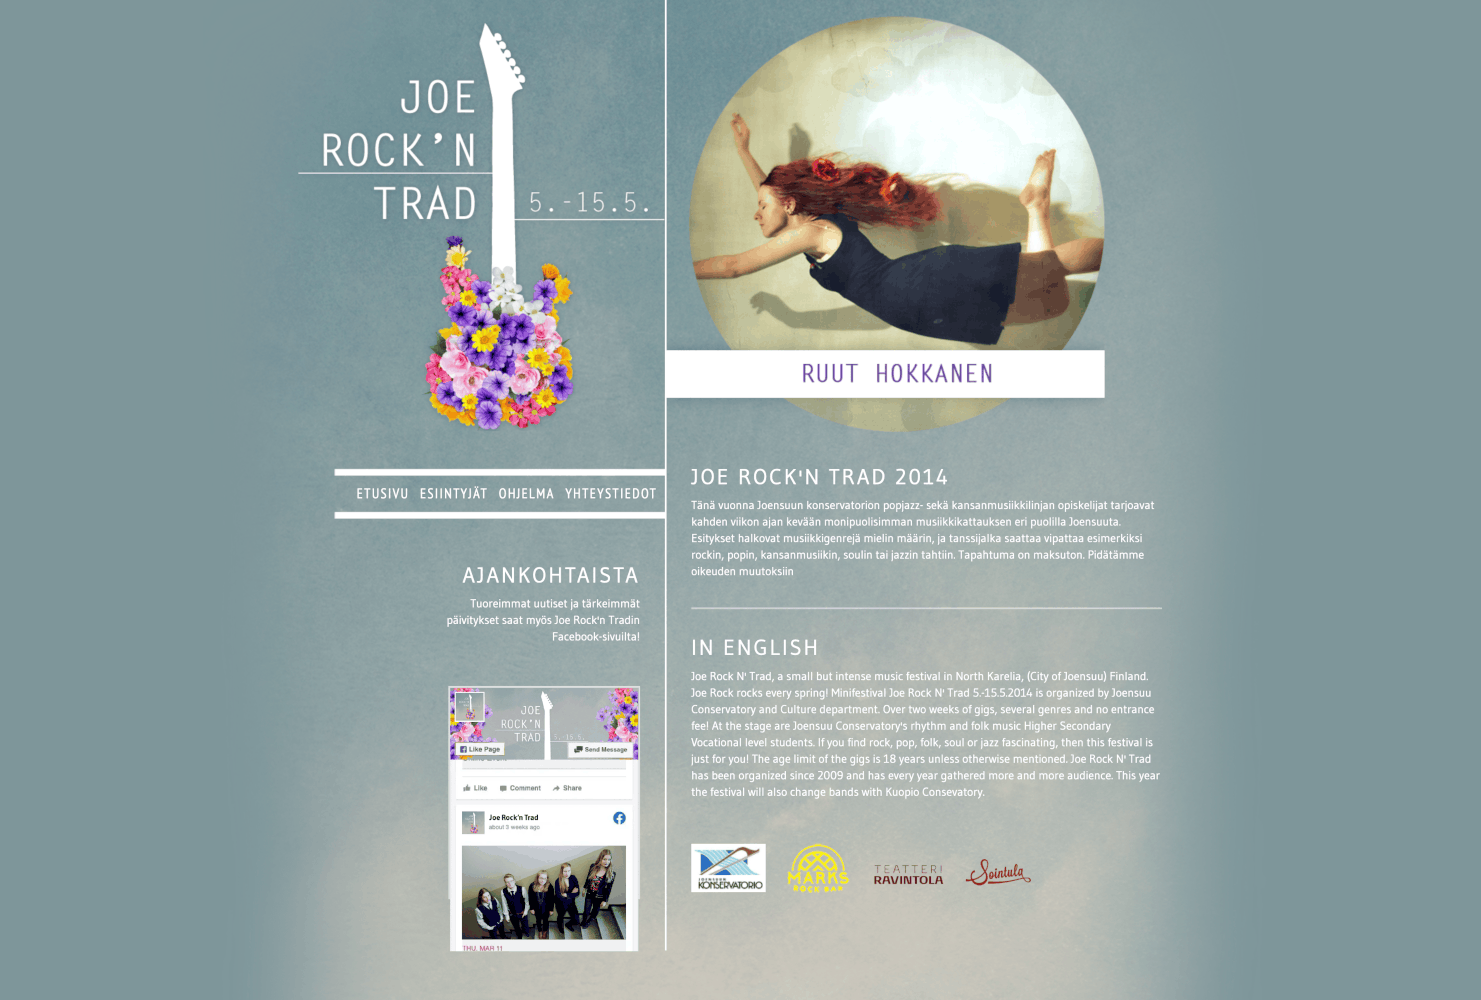 JOE
ROCK'N
TRAD
5.-15.5.
RUUT HOKKANEN
ETUSIVU ESIINTYJÄT OHJELMA YHTEYSTIEDOT
AJANKOHTAISTA
Tuoreimmat uutiset ja tärkeimmät
päivitykset saat myös Joe Rock'n Tradin
Facebook-sivuilta!
JOE
ROCK'N
TRAD
5.-15.5.
Like Page
Send Message
Like Comment Share
Joe Rock'n Trad
about 3 weeks ago
THU, MAR 11
JOE ROCK'N TRAD 2014
Tänä vuonna Joensuun konservatorion popjazz- sekä kansanmusiikkilinjan opiskelijat tarjoavat
kahden viikon ajan kevään monipuolisimman musiikkikattauksen eri puolilla Joensuuta.
Esitykset halkovat musiikkigenrejä mielin määrin, ja tanssijalka saattaa vipattaa esimerkiksi
rockin, popin, kansanmusiikin, soulin tai jazzin tahtiin. Tapahtuma on maksuton. Pidätämme
oikeuden muutoksiin
IN ENGLISH
Joe Rock N' Trad, a small but intense music festival in North Karelia, (City of Joensuu) Finland.
Joe Rock rocks every spring! Minifestival Joe Rock N' Trad 5.-15.5.2014 is organized by Joensuu
Conservatory and Culture department. Over two weeks of gigs, several genres and no entrance
fee! At the stage are Joensuu Conservatory's rhythm and folk music Higher Secondary
Vocational level students. If you find rock, pop, folk, soul or jazz fascinating, then this festival is
just for you! The age limit of the gigs is 18 years unless otherwise mentioned. Joe Rock N' Trad
has been organized since 2009 and has every year gathered more and more audience. This year
the festival will also change bands with Kuopio Consevatory.
JOENSUUN
KONSERVATORIO
MARKS
ROCK BAR
TEATTERI
RAVINTOLA
Sointula